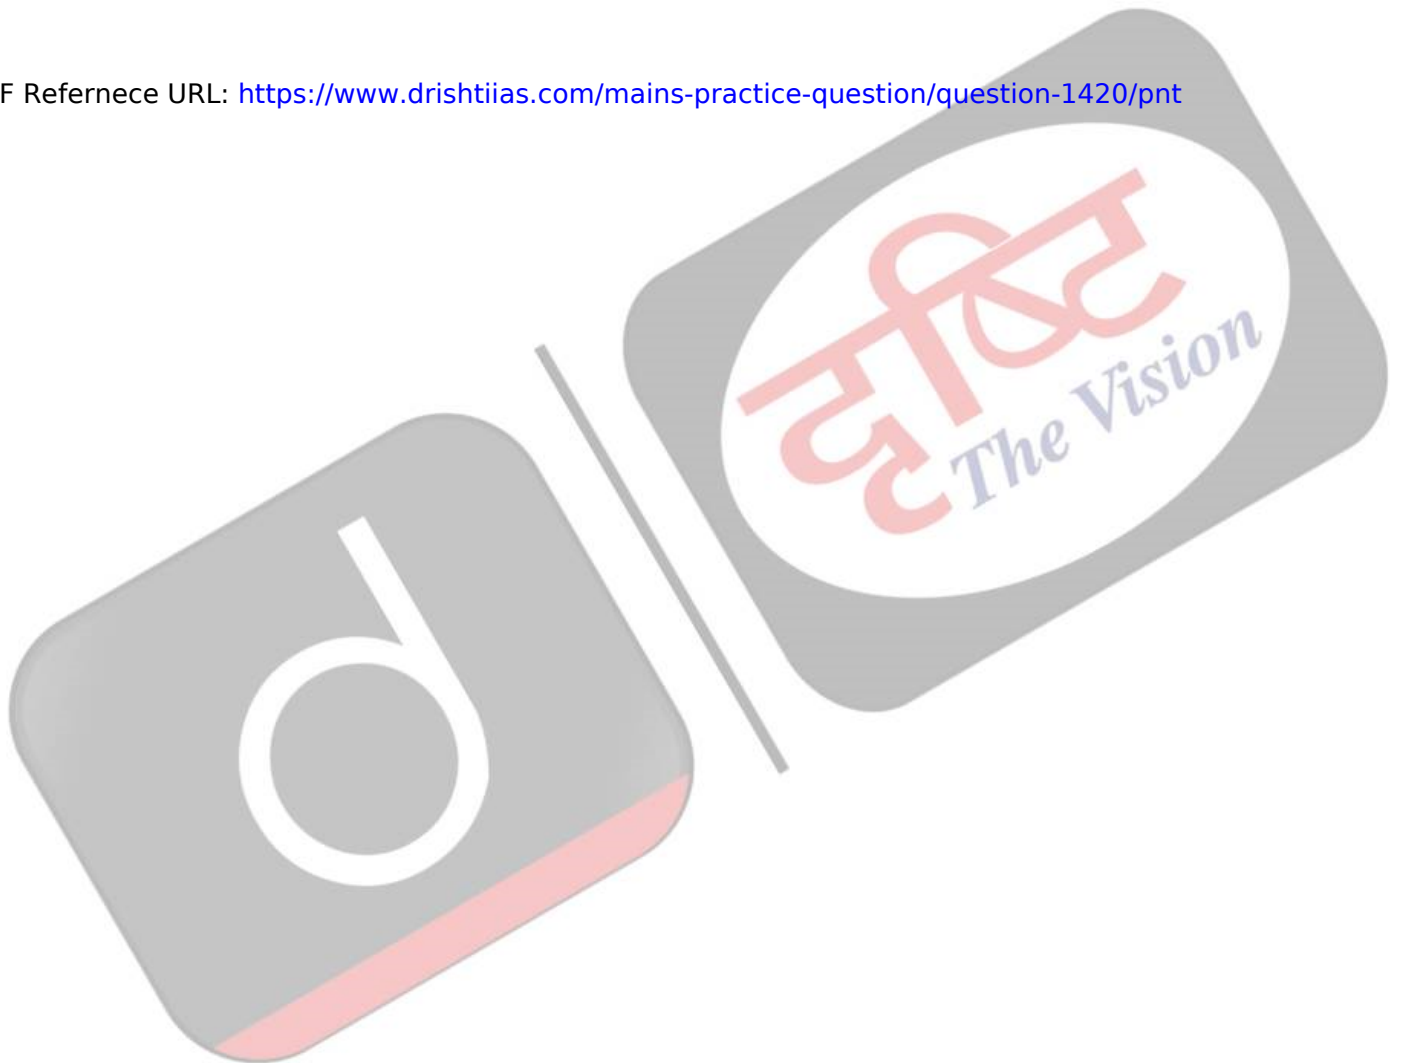 F Refernece URL: https://www.drishtiias.com/mains-practice-question/question-1420/pnt
दृष्टि
The Vision
d